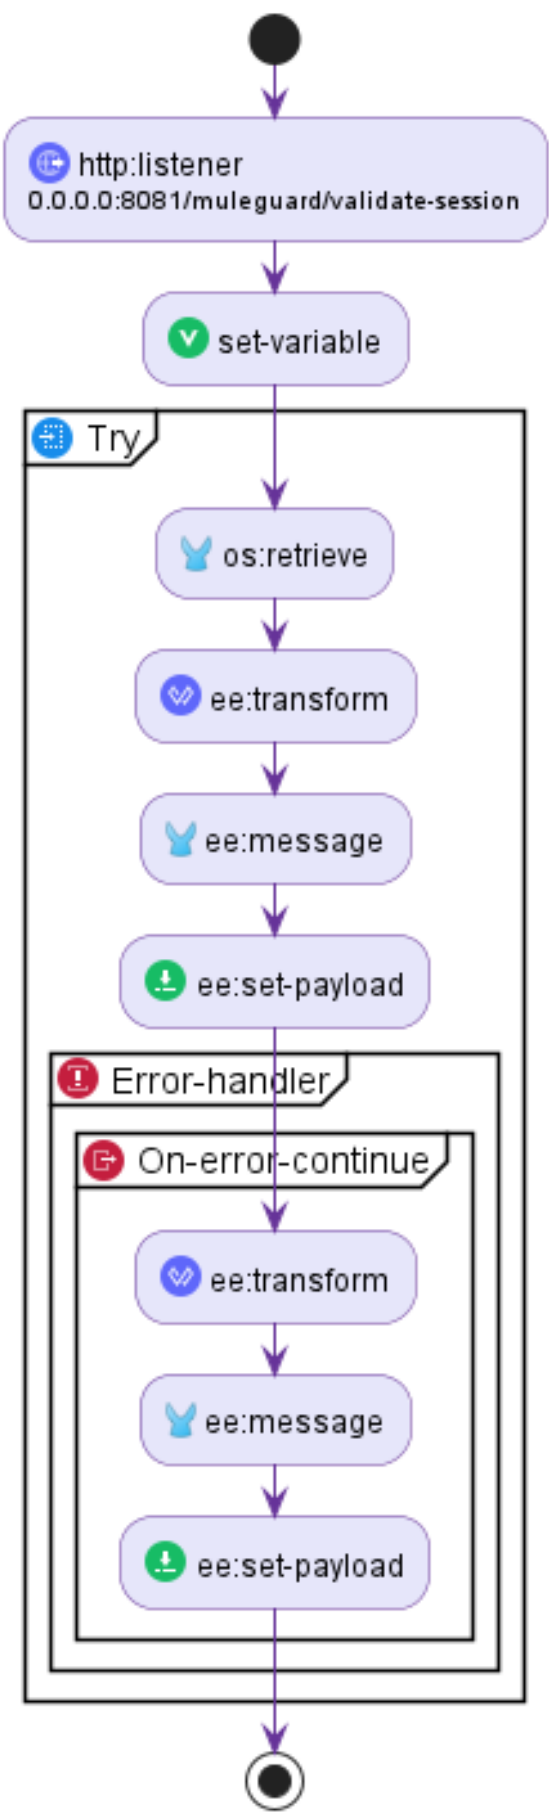 http:listener
0.0.0.0:8081/muleguard/validate-session
set-variable
Try
os:retrieve
ee:transform
ee:message
ee:set-payload
Error-handler
On-error-continue
ee:transform
ee:message
ee:set-payload